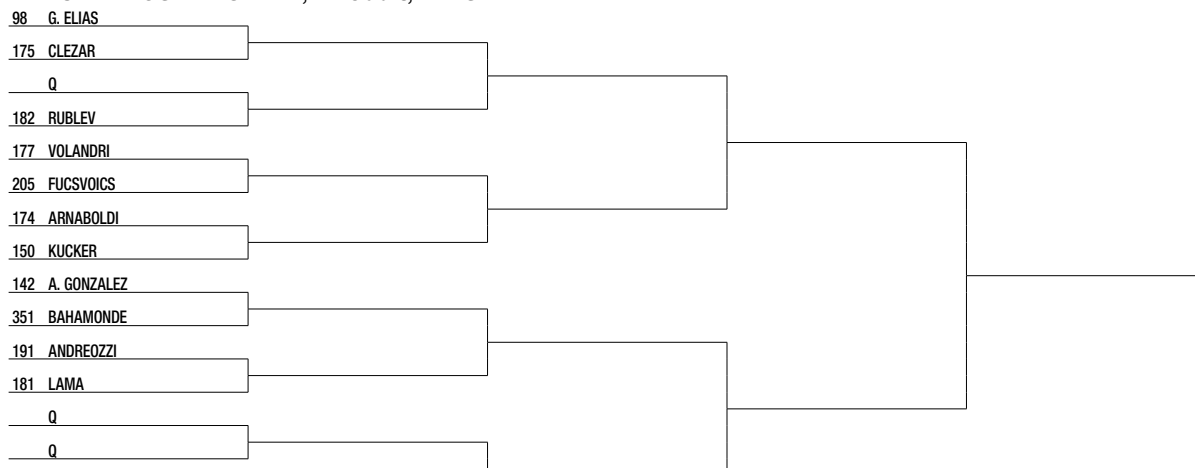 98 G. ELIAS
175 CLEZAR
Q
182 RUBLEV
177 VOLANDRI
205 FUCSVOICS
174 ARNABOLDI
150 KUCKER
142 A. GONZALEZ
351 BAHAMONDE
191 ANDREOZZI
181 LAMA
Q
Q